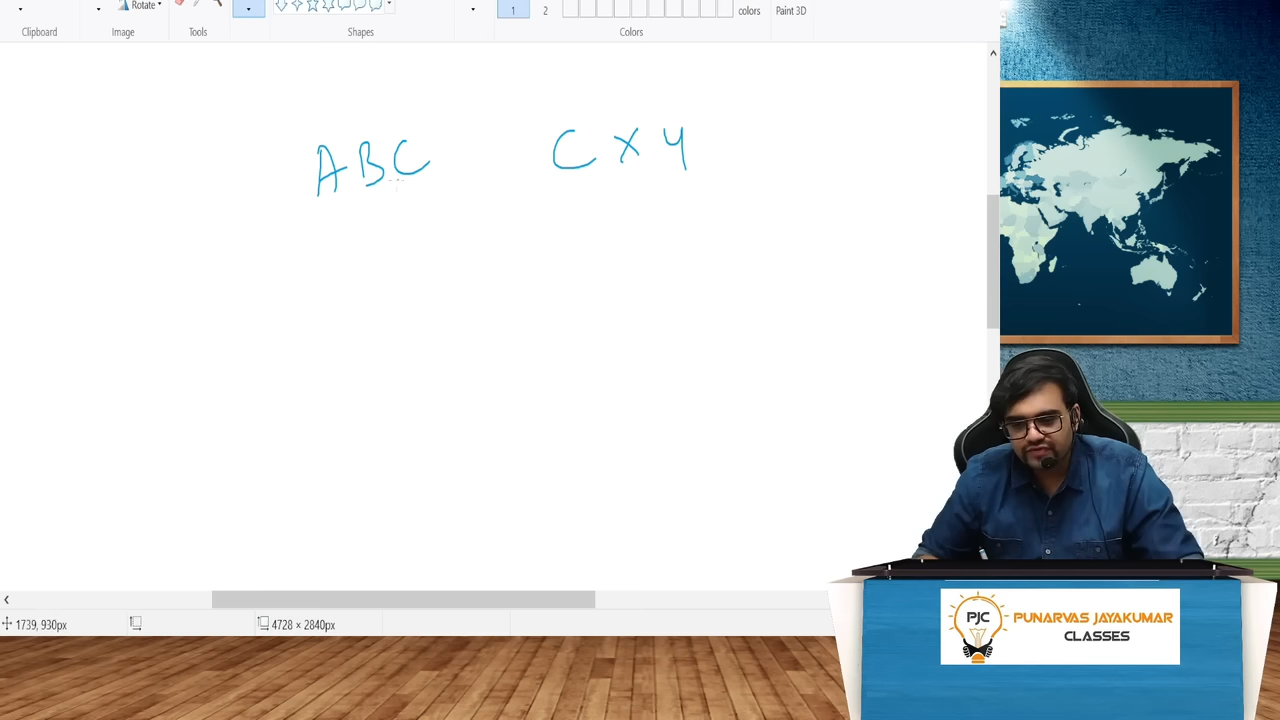 Rotate
1 2
colors
Paint 3D
Clipboard Image Tools Shapes Colors
ABC CXY
1739, 930px
4728 × 2840px
PJC
PUNARVAS JAYAKUMAR
CLASSES